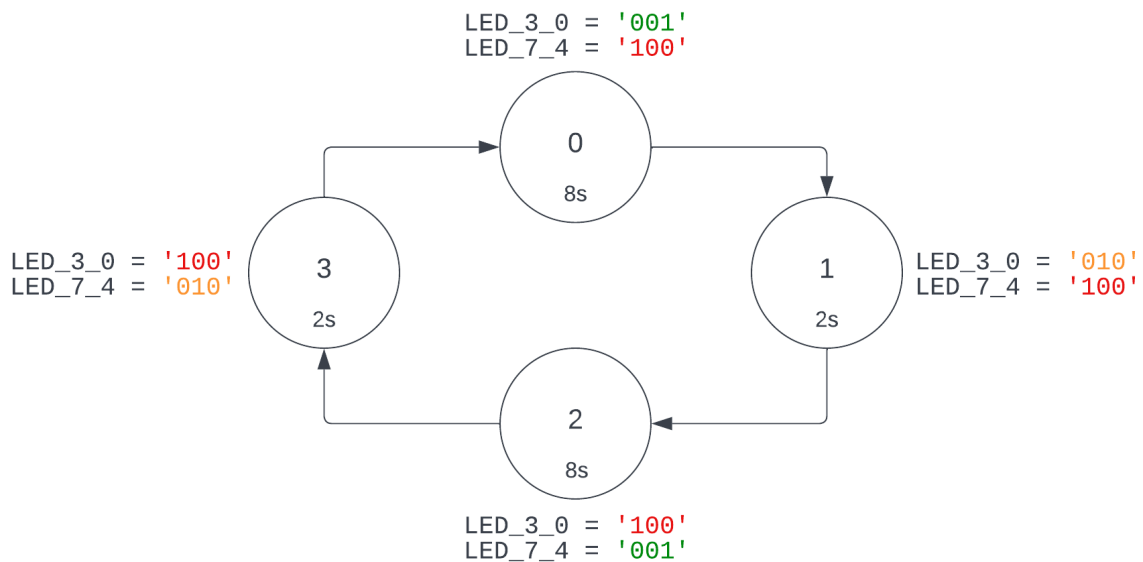 LED_3_0 = '001'
LED_7_4 = '100'
0
8s
3
2s
LED_3_0 = '100'
LED_7_4 = '010'
1
2s
LED_3_0 = '010'
LED_7_4 = '100'
2
8s
LED_3_0 = '100'
LED_7_4 = '001'